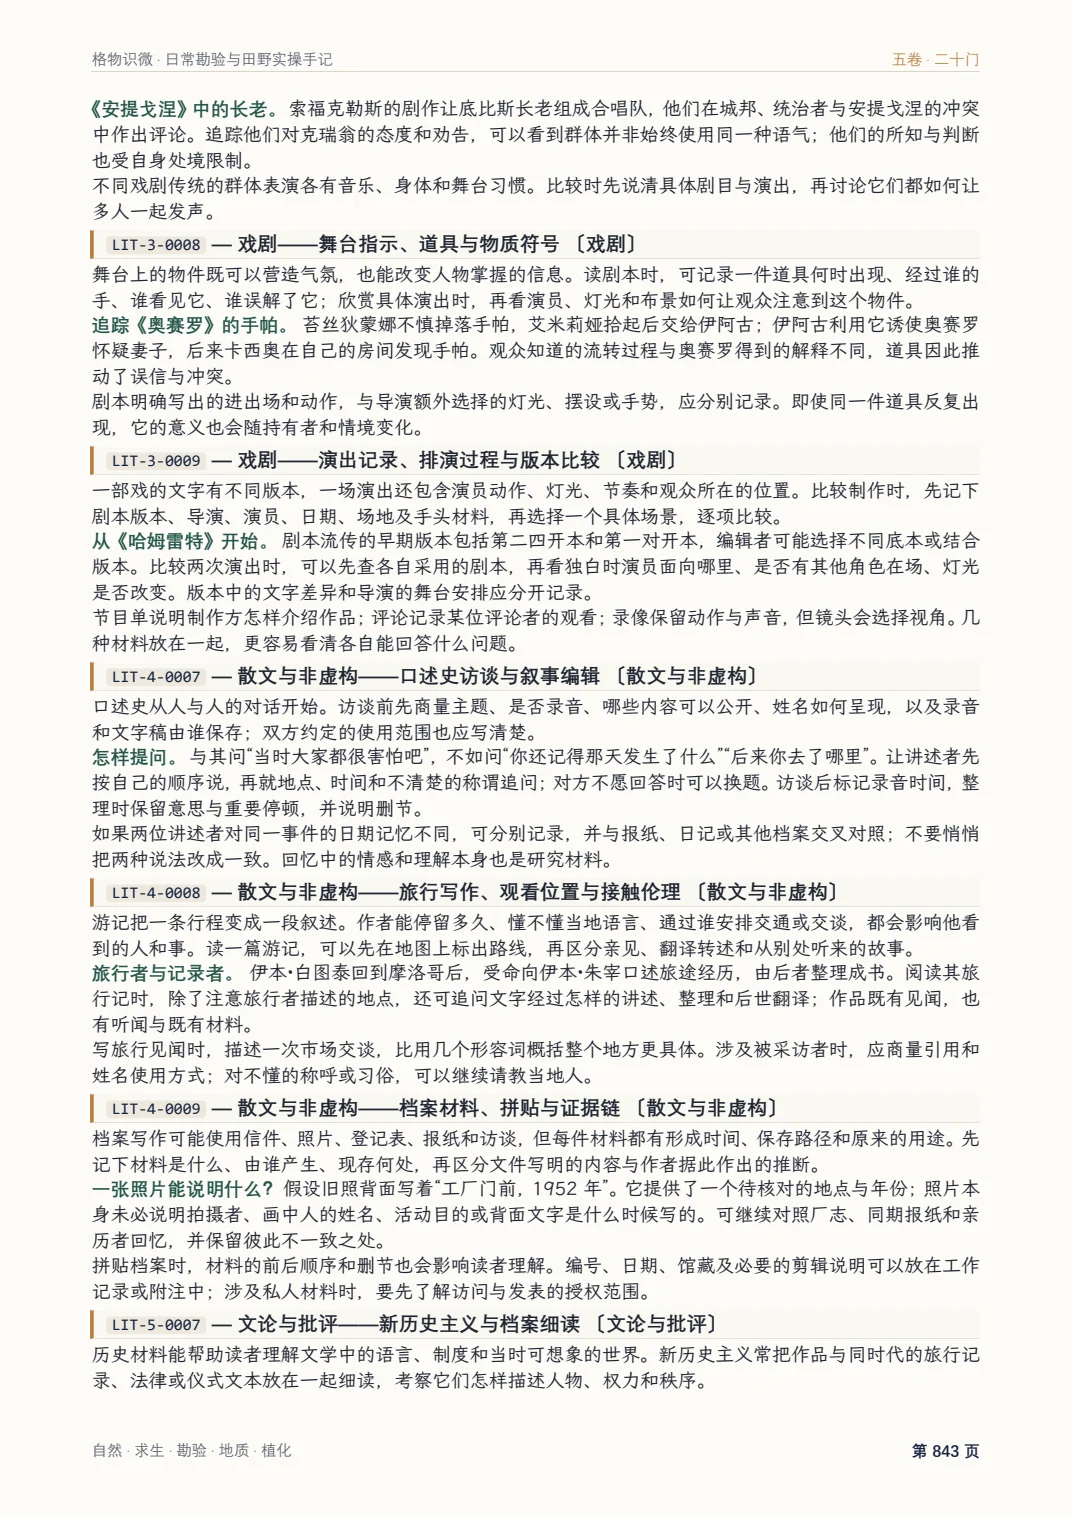 格物识微 · 日常勘验与田野实操手记
五卷 · 二十门
《安提戈涅》中的长老。索福克勒斯的剧作让底比斯长老组成合唱队，他们在城邦、统治者与安提戈涅的冲突
中作出评论。追踪他们对克瑞翁的态度和劝告，可以看到群体并非始终使用同一种语气；他们的所知与判断
也受自身处境限制。
不同戏剧传统的群体表演各有音乐、身体和舞台习惯。比较时先说清具体剧目与演出，再讨论它们都如何让
多人一起发声。
LIT-3-0008 — 戏剧——舞台指示、道具与物质符号 〔戏剧〕
舞台上的物件既可以营造气氛，也能改变人物掌握的信息。读剧本时，可记录一件道具何时出现、经过谁的
手、谁看见它、谁误解了它；欣赏具体演出时，再看演员、灯光和布景如何让观众注意到这个物件。
追踪《奥赛罗》的手帕。苔丝狄蒙娜不慎掉落手帕，艾米莉娅拾起后交给伊阿古；伊阿古利用它诱使奥赛罗
怀疑妻子，后来卡西奥在自己的房间发现手帕。观众知道的流转过程与奥赛罗得到的解释不同，道具因此推
动了误信与冲突。
剧本明确写出的进出场和动作，与导演额外选择的灯光、摆设或手势，应分别记录。即使同一件道具反复出
现，它的意义也会随持有者和情境变化。
LIT-3-0009 — 戏剧——演出记录、排演过程与版本比较 〔戏剧〕
一部戏的文字有不同版本，一场演出还包含演员动作、灯光、节奏和观众所在的位置。比较制作时，先记下
剧本版本、导演、演员、日期、场地及手头材料，再选择一个具体场景，逐项比较。
从《哈姆雷特》开始。剧本流传的早期版本包括第二四开本和第一对开本，编辑者可能选择不同底本或结合
版本。比较两次演出时，可以先查各自采用的剧本，再看独白时演员面向哪里、是否有其他角色在场、灯光
是否改变。版本中的文字差异和导演的舞台安排应分开记录。
节目单说明制作方怎样介绍作品；评论记录某位评论者的观看；录像保留动作与声音，但镜头会选择视角。几
种材料放在一起，更容易看清各自能回答什么问题。
LIT-4-0007 — 散文与非虚构——口述史访谈与叙事编辑 〔散文与非虚构〕
口述史从人与人的对话开始。访谈前先商量主题、是否录音、哪些内容可以公开、姓名如何呈现，以及录音
和文字稿由谁保存；双方约定的使用范围也应写清楚。
怎样提问。与其问“当时大家都很害怕吧”，不如问“你还记得那天发生了什么”“后来你去了哪里”。让讲述者先
按自己的顺序说，再就地点、时间和不清楚的称谓追问；对方不愿回答时可以换题。访谈后标记录音时间，整
理时保留意思与重要停顿，并说明删节。
如果两位讲述者对同一事件的日期记忆不同，可分别记录，并与报纸、日记或其他档案交叉对照；不要悄悄
把两种说法改成一致。回忆中的情感和理解本身也是研究材料。
LIT-4-0008 — 散文与非虚构——旅行写作、观看位置与接触伦理 〔散文与非虚构〕
游记把一条行程变成一段叙述。作者能停留多久、懂不懂当地语言、通过谁安排交通或交谈，都会影响他看
到的人和事。读一篇游记，可以先在地图上标出路线，再区分亲见、翻译转述和从别处听来的故事。
旅行者与记录者。伊本•白图泰回到摩洛哥后，受命向伊本•朱宰口述旅途经历，由后者整理成书。阅读其旅
行记时，除了注意旅行者描述的地点，还可追问文字经过怎样的讲述、整理和后世翻译；作品既有见闻，也
有听闻与既有材料。
写旅行见闻时，描述一次市场交谈，比用几个形容词概括整个地方更具体。涉及被采访者时，应商量引用和
姓名使用方式；对不懂的称呼或习俗，可以继续请教当地人。
LIT-4-0009 — 散文与非虚构——档案材料、拼贴与证据链 〔散文与非虚构〕
档案写作可能使用信件、照片、登记表、报纸和访谈，但每件材料都有形成时间、保存路径和原来的用途。先
记下材料是什么、由谁产生、现存何处，再区分文件写明的内容与作者据此作出的推断。
一张照片能说明什么？假设旧照背面写着“工厂门前，1952 年”。它提供了一个待核对的地点与年份；照片本
身未必说明拍摄者、画中人的姓名、活动目的或背面文字是什么时候写的。可继续对照厂志、同期报纸和亲
历者回忆，并保留彼此不一致之处。
拼贴档案时，材料的前后顺序和删节也会影响读者理解。编号、日期、馆藏及必要的剪辑说明可以放在工作
记录或附注中；涉及私人材料时，要先了解访问与发表的授权范围。
LIT-5-0007 — 文论与批评——新历史主义与档案细读 〔文论与批评〕
历史材料能帮助读者理解文学中的语言、制度和当时可想象的世界。新历史主义常把作品与同时代的旅行记
录、法律或仪式文本放在一起细读，考察它们怎样描述人物、权力和秩序。
自然 · 求生 · 勘验 · 地质 · 植化
第 843 页